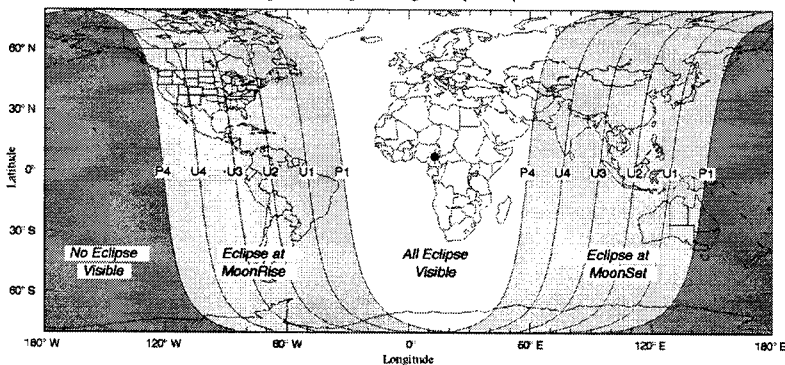 60° N
30° N
0°
30° S
60° S
Latitude
P4 U4 U3 U2 U1 P1 P4 U4 U3 U2 U1 P1
No Eclipse
Visible
Eclipse at
MoonRise
All Eclipse
Visible
Eclipse at
MoonSet
180° W 120° W 60° W 0° 60° E 120° E 180° E
Longitude